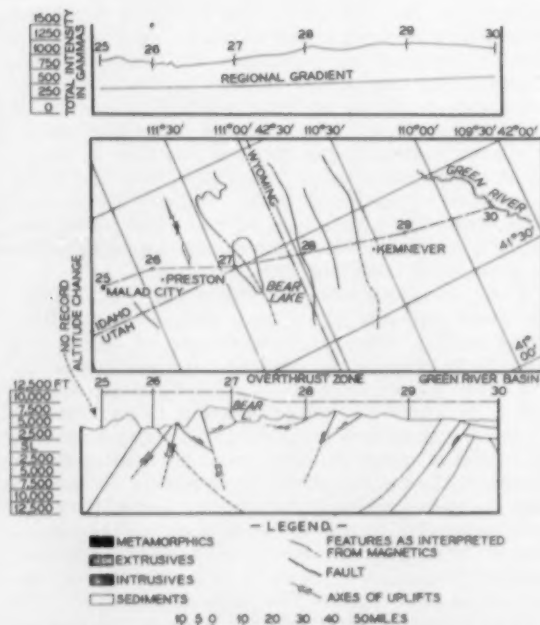 1500
1250
1000
750
500
250
0
TOTAL INTENSITY
IN GAMMAS
25 26 27 28 29 30
REGIONAL GRADIENT
111°30' 111°00' 42°30' 110°30' 110°00' 109°30' 42°00'
WYOMING
GREEN RIVER
41°30'
41°00'
25 26 27 28 29 30
MALAD CITY
PRESTON
KEMNEVER
BEAR
LAKE
IDAHO
UTAH
NO RECORD
ALTITUDE CHANGE
12,500 FT
10,000
7,500
5,000
2,500
5,000
7,500
10,000
12,500
25 26 27 28 29 30
OVERTHRUST ZONE
GREEN RIVER BASIN
BEAR
L.
- LEGEND -
METAMORPHICS
EXTRUSIVES
INTRUSIVES
SEDIMENTS
FEATURES AS INTERPRETED
FROM MAGNETICS
FAULT
AXES OF UPLIFTS
10 5 0 10 20 30 40 50 MILES